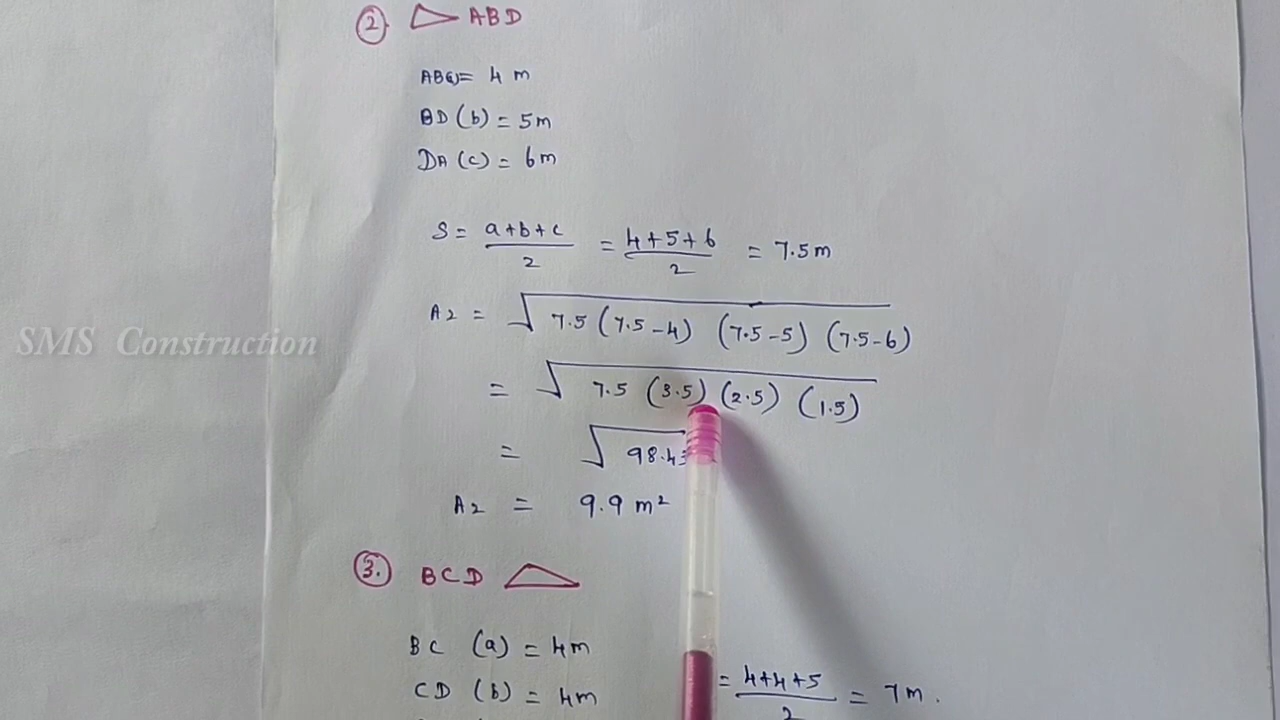 2. ABD
AB(a) = 4 m
BD (b) = 5m
DA (c) = 6m
S = a+b+c / 2 = 4+5+6 / 2 = 7.5m
A2 = √ 7.5 (7.5-4) (7.5-5) (7.5-6)
= √ 7.5 (3.5) (2.5) (1.5)
= √ 98.4
A2 = 9.9 m²
3. BCD
BC (a) = 4m
CD (b) = 4m
= 4+4+5 / 2 = 7m.
SMS Construction